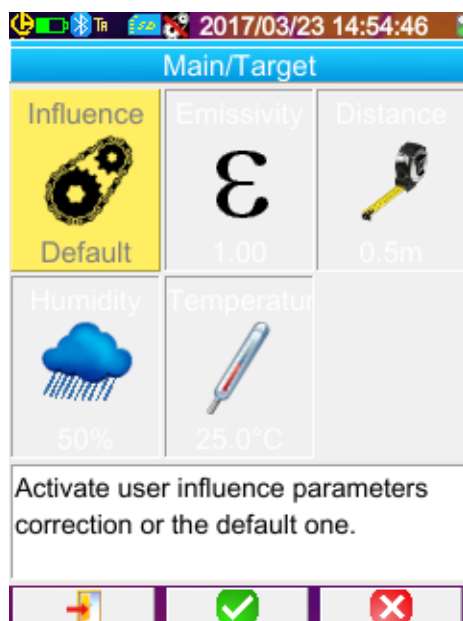 TR 2017/03/23 14:54:46
Main/Target
Influence Emissivity Distance
ε
Default 1.00 0.5m
Humidity Temperatur
50% 25.0°C
Activate user influence parameters
correction or the default one.